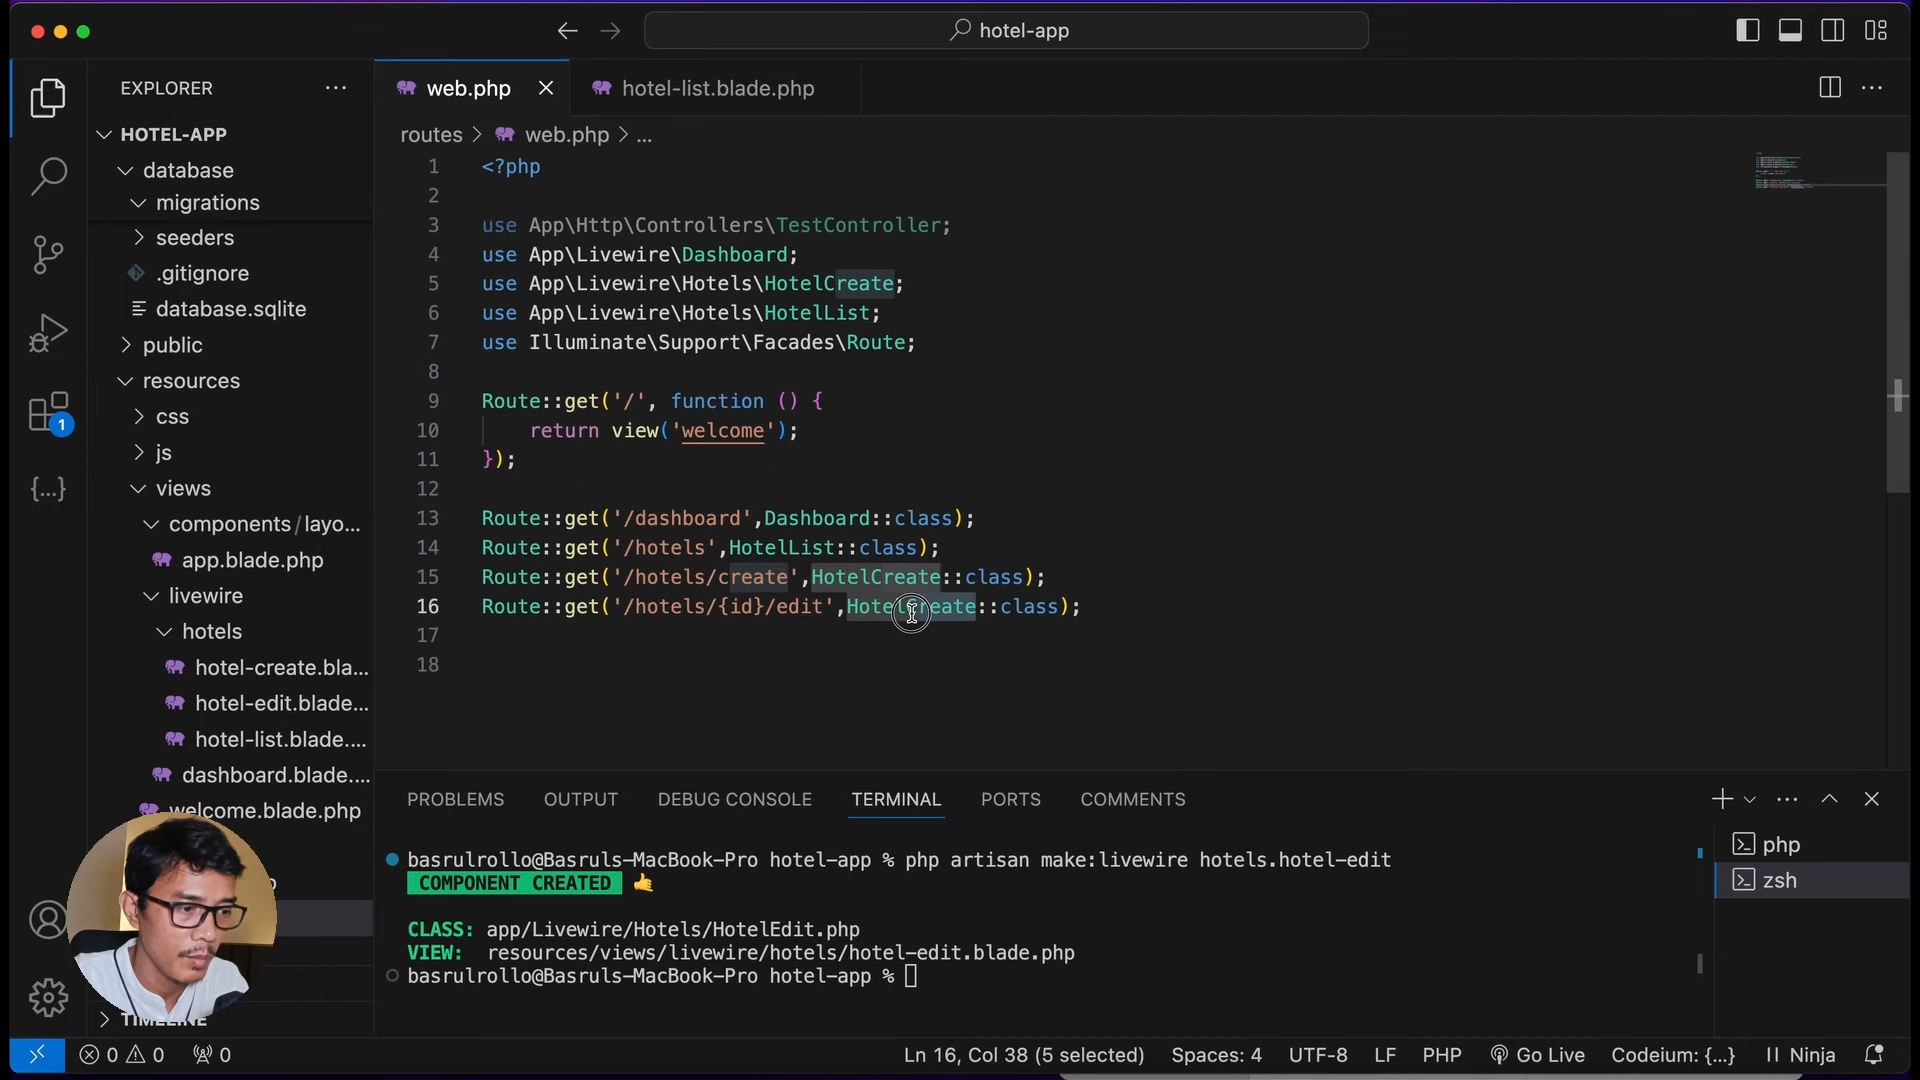 hotel-app
EXPLORER
web.php
hotel-list.blade.php
HOTEL-APP
database
migrations
seeders
.gitignore
database.sqlite
public
resources
css
js
views
components/layo...
app.blade.php
livewire
hotels
hotel-create.bla...
hotel-edit.blade...
hotel-list.blade....
dashboard.blade....
welcome.blade.php
TIMELINE
1
{...}
routes > web.php > ...
1 <?php
2
3 use App\Http\Controllers\TestController;
4 use App\Livewire\Dashboard;
5 use App\Livewire\Hotels\HotelCreate;
6 use App\Livewire\Hotels\HotelList;
7 use Illuminate\Support\Facades\Route;
8
9 Route::get('/', function () {
10 return view('welcome');
11 });
12
13 Route::get('/dashboard',Dashboard::class);
14 Route::get('/hotels',HotelList::class);
15 Route::get('/hotels/create',HotelCreate::class);
16 Route::get('/hotels/{id}/edit',HotelCreate::class);
17
18
PROBLEMS OUTPUT DEBUG CONSOLE TERMINAL PORTS COMMENTS
basrulrollo@Basruls-MacBook-Pro hotel-app % php artisan make:livewire hotels.hotel-edit
COMPONENT CREATED 🤙
CLASS: app/Livewire/Hotels/HotelEdit.php
VIEW: resources/views/livewire/hotels/hotel-edit.blade.php
basrulrollo@Basruls-MacBook-Pro hotel-app %
php
zsh
0 0 0 Ln 16, Col 38 (5 selected) Spaces: 4 UTF-8 LF PHP Go Live Codeium: {...} Ninja